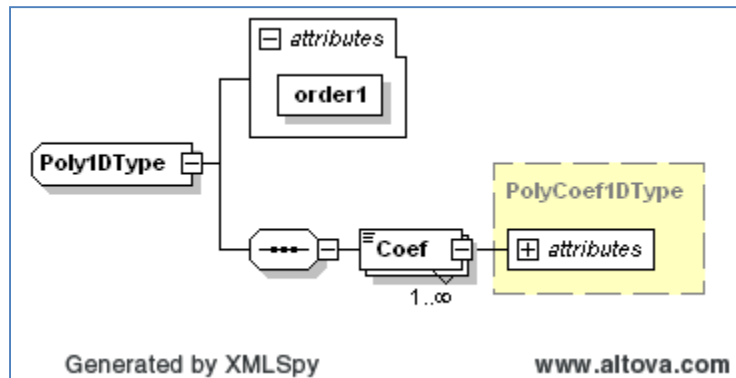 attributes
order1
Poly1DType
PolyCoef1DType
Coef
attributes
1..∞
Generated by XMLSpy
www.altova.com